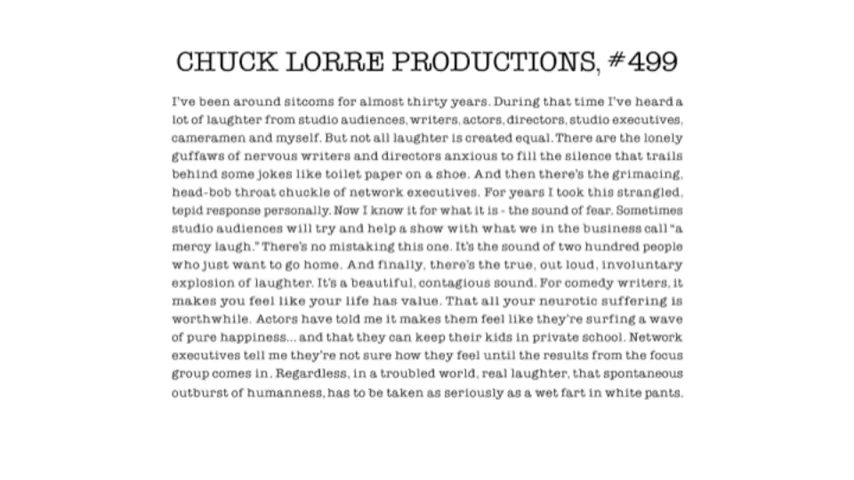 CHUCK LORRE PRODUCTIONS, #499
I've been around sitcoms for almost thirty years. During that time I've heard a
lot of laughter from studio audiences, writers, actors, directors, studio executives,
cameramen and myself. But not all laughter is created equal. There are the lonely
guffaws of nervous writers and directors anxious to fill the silence that trails
behind some jokes like toilet paper on a shoe. And then there's the grimacing,
head-bob throat chuckle of network executives. For years I took this strangled,
tepid response personally. Now I know it for what it is - the sound of fear. Sometimes
studio audiences will try and help a show with what we in the business call "a
mercy laugh." There's no mistaking this one. It's the sound of two hundred people
who just want to go home. And finally, there's the true, out loud, involuntary
explosion of laughter. It's a beautiful, contagious sound. For comedy writers, it
makes you feel like your life has value. That all your neurotic suffering is
worthwhile. Actors have told me it makes them feel like they're surfing a wave
of pure happiness... and that they can keep their kids in private school. Network
executives tell me they're not sure how they feel until the results from the focus
group comes in. Regardless, in a troubled world, real laughter, that spontaneous
outburst of humanness, has to be taken as seriously as a wet fart in white pants.